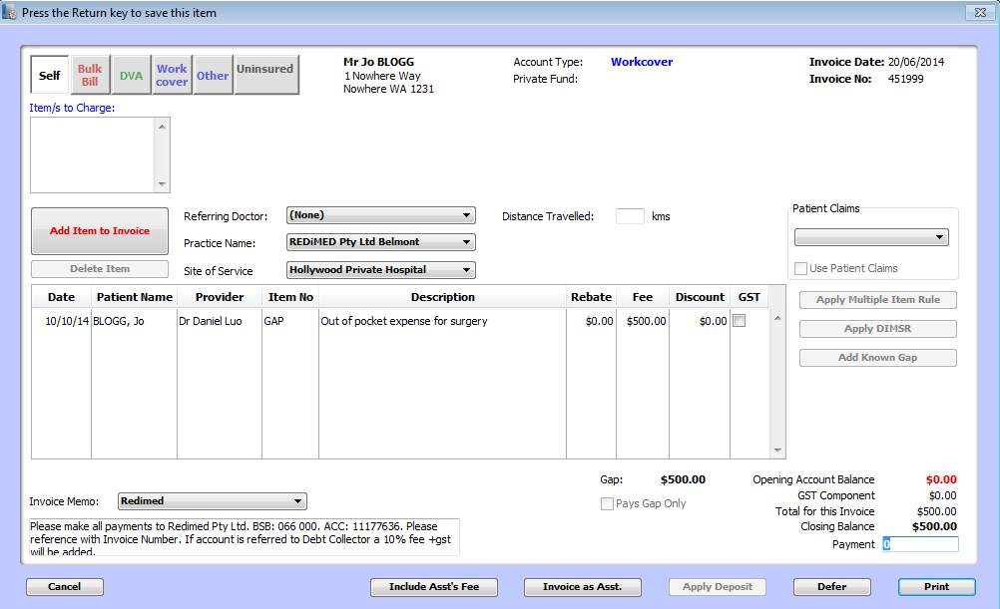 Press the Return key to save this item
Self
Bulk Bill
DVA
Work cover
Other
Uninsured
Mr Jo BLOGG
1 Nowhere Way
Nowhere WA 1231
Account Type: Workcover
Private Fund:
Invoice Date: 20/06/2014
Invoice No: 451999
Item/s to Charge:
Add Item to Invoice
Delete Item
Referring Doctor: (None)
Practice Name: REDiMED Pty Ltd Belmont
Site of Service Hollywood Private Hospital
Distance Travelled: kms
Patient Claims
Use Patient Claims
Date Patient Name Provider Item No Description Rebate Fee Discount GST
10/10/14 BLOGG, Jo Dr Daniel Luo GAP Out of pocket expense for surgery $0.00 $500.00 $0.00
Apply Multiple Item Rule
Apply DIMSR
Add Known Gap
Invoice Memo: Redimed
Please make all payments to Redimed Pty Ltd. BSB: 066 000. ACC: 11177636. Please
reference with Invoice Number. If account is referred to Debt Collector a 10% fee +gst
will be added.
Gap: $500.00
Pays Gap Only
Opening Account Balance $0.00
GST Component $0.00
Total for this Invoice $500.00
Closing Balance $500.00
Payment 0
Cancel
Include Asst's Fee
Invoice as Asst.
Apply Deposit
Defer
Print